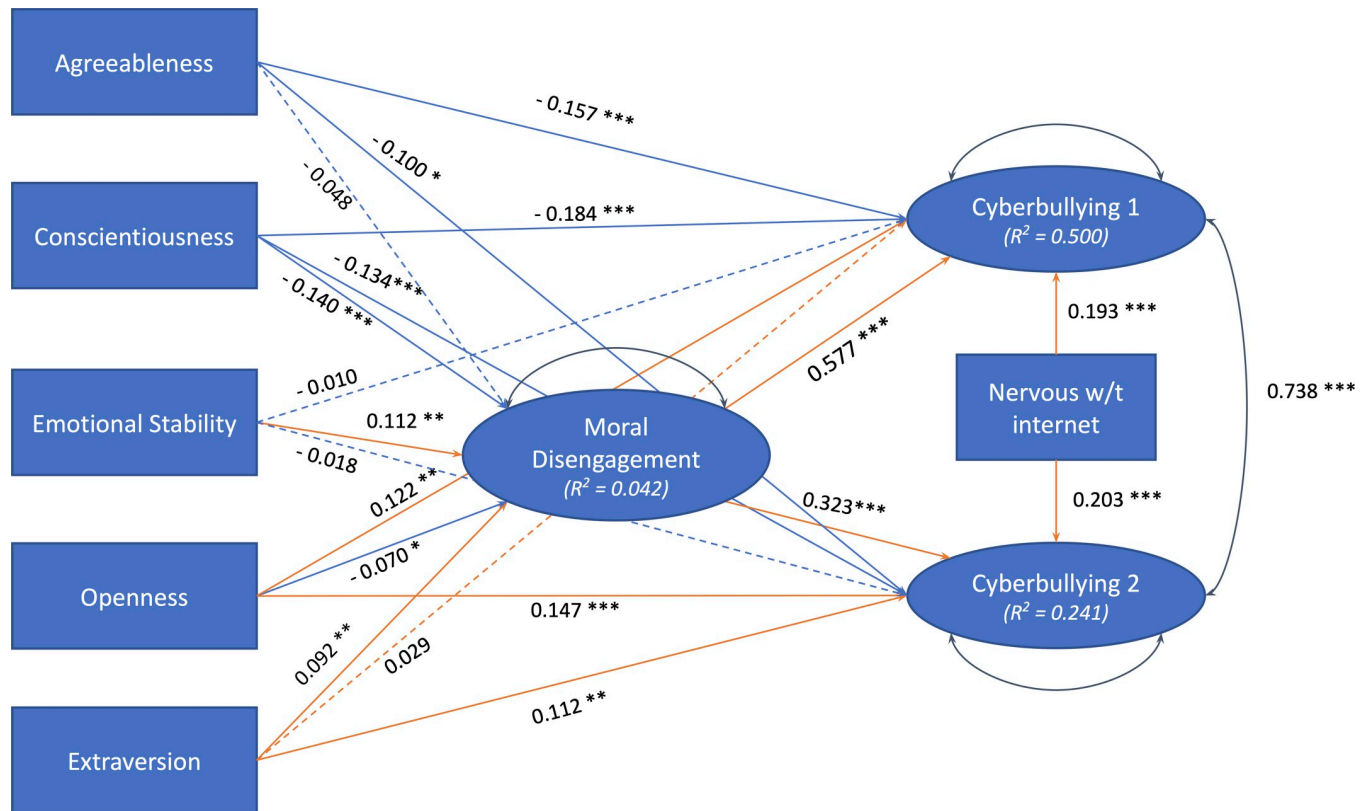 Agreeableness
- 0.157 ***
- 0.100 *
- 0.048
Cyberbullying 1
(R² = 0.500)
Conscientiousness
- 0.184 ***
- 0.134***
- 0.140 ***
0.577 ***
0.193 ***
Nervous w/t
internet
0.738 ***
Emotional Stability
- 0.010
0.112 **
- 0.018
Moral
Disengagement
(R² = 0.042)
0.122 **
0.323***
0.203 ***
Openness
- 0.070 *
0.147 ***
Cyberbullying 2
(R² = 0.241)
0.092 **
0.029
0.112 **
Extraversion